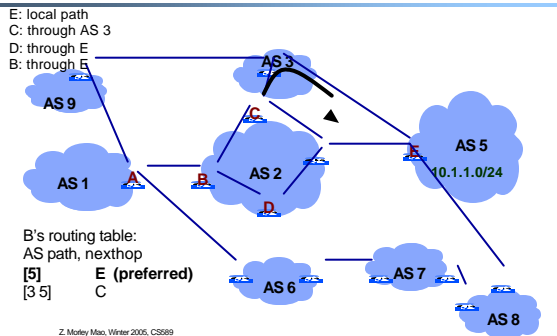 E: local path
C: through AS 3
D: through E
B: through E
AS 3
AS 9
C
AS 5
E
10.1.1.0/24
AS 1
A
B
AS 2
D
B's routing table:
AS path, nexthop
[5] E (preferred)
[3 5] C
AS 6
AS 7
AS 8
Z. Morley Mao, Winter 2005, CS589